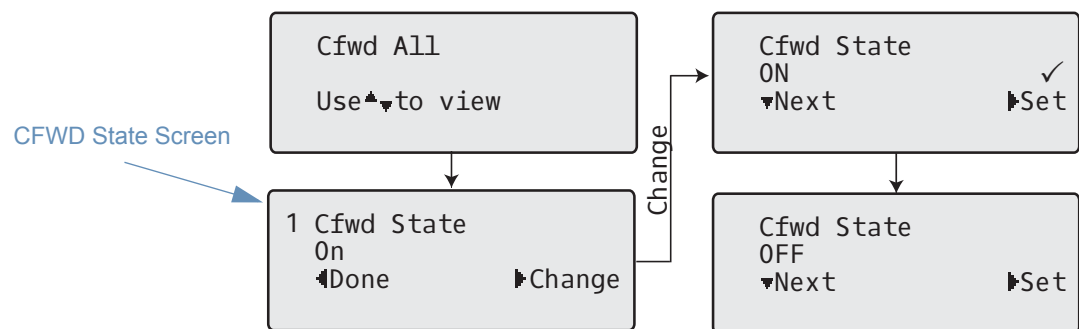 Cfwd All
Use▲▼to view
CFWD State Screen
1 Cfwd State
On
◀Done ▶Change
Change
Cfwd State
ON ✓
▼Next ▶Set
Cfwd State
OFF
▼Next ▶Set